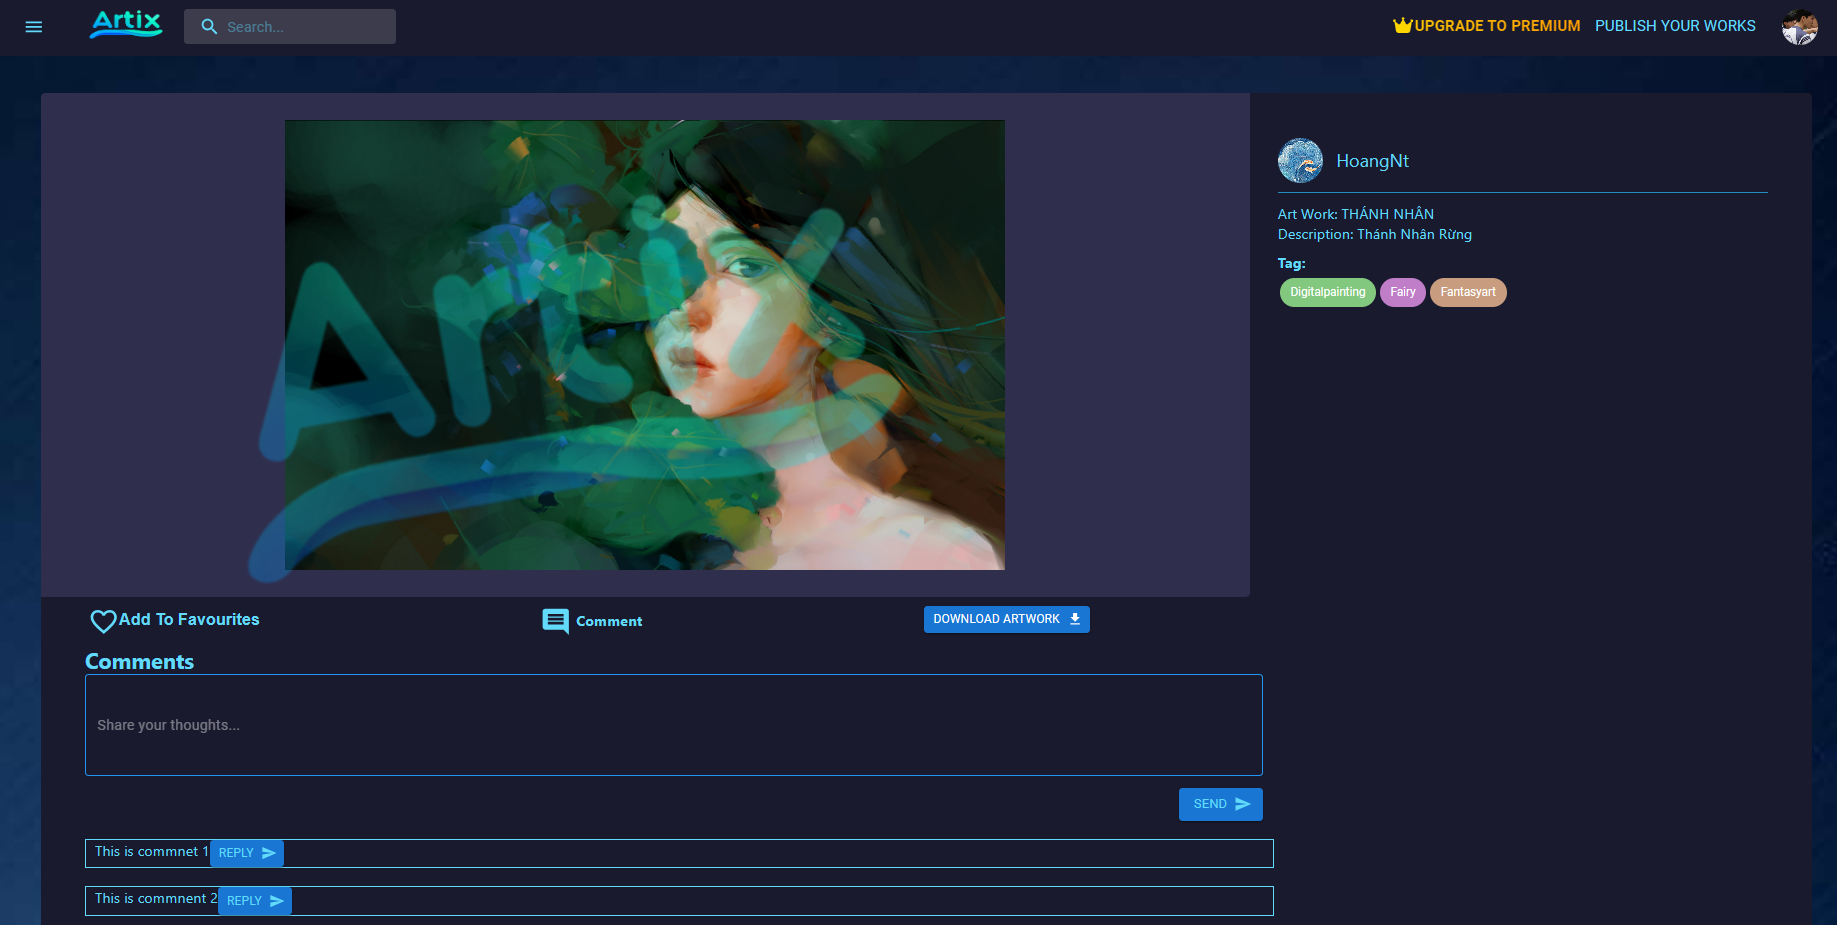 Artix
Search...
UPGRADE TO PREMIUM
PUBLISH YOUR WORKS
Artix
HoangNt
Art Work: THÁNH NHÂN
Description: Thánh Nhân Rừng
Tag:
Digitalpainting Fairy Fantasyart
Add To Favourites
Comment
DOWNLOAD ARTWORK
Comments
Share your thoughts...
SEND
This is commnet 1 REPLY
This is commnent 2 REPLY